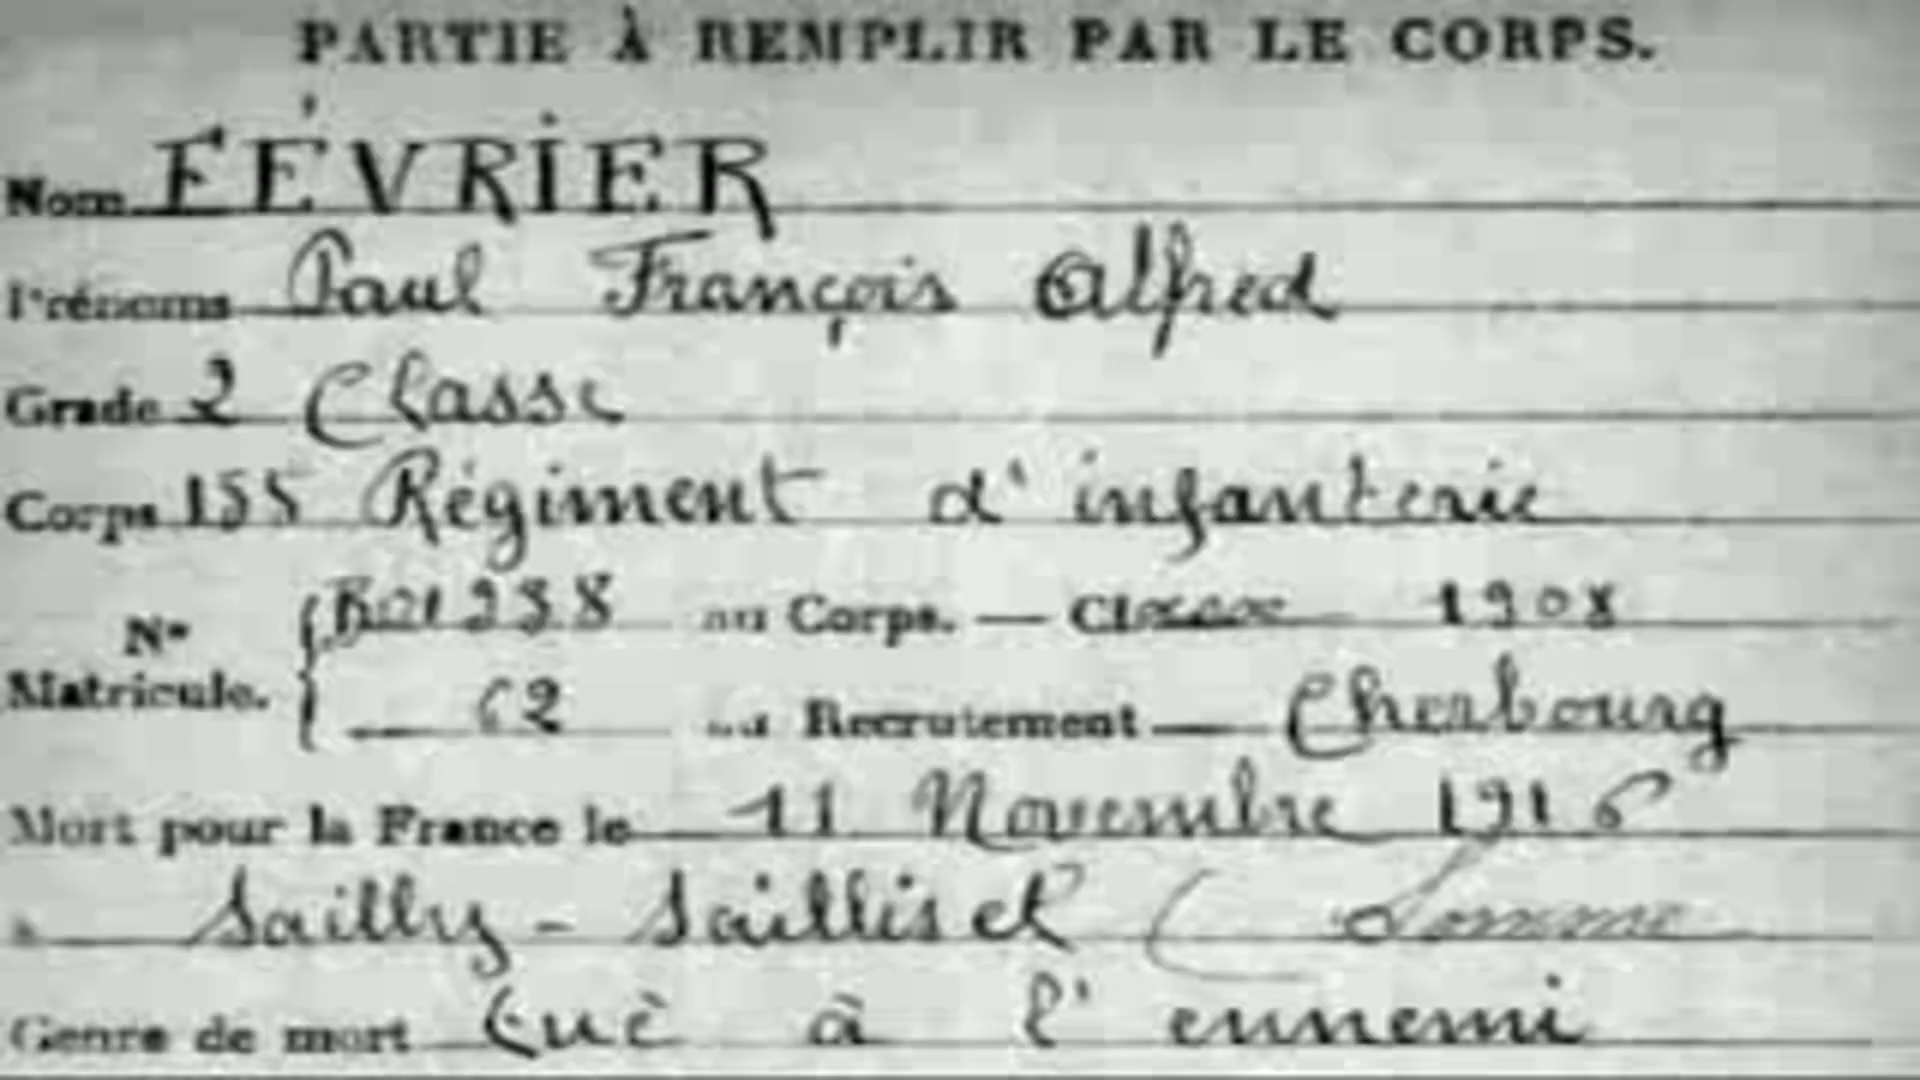 PARTIE À REMPLIR PAR LE CORPS.
Nom FÉVRIER
Prénoms Paul François Alfred
Grade 2 Classe
Corps 155 Régiment d'infanterie
N° 1238 au Corps. — Classe 1908
Matricule. 62 au Recrutement Cherbourg
Mort pour la France le 11 Novembre 1916
à Sailly-Saillisel (Somme
Genre de mort tué à l'ennemi